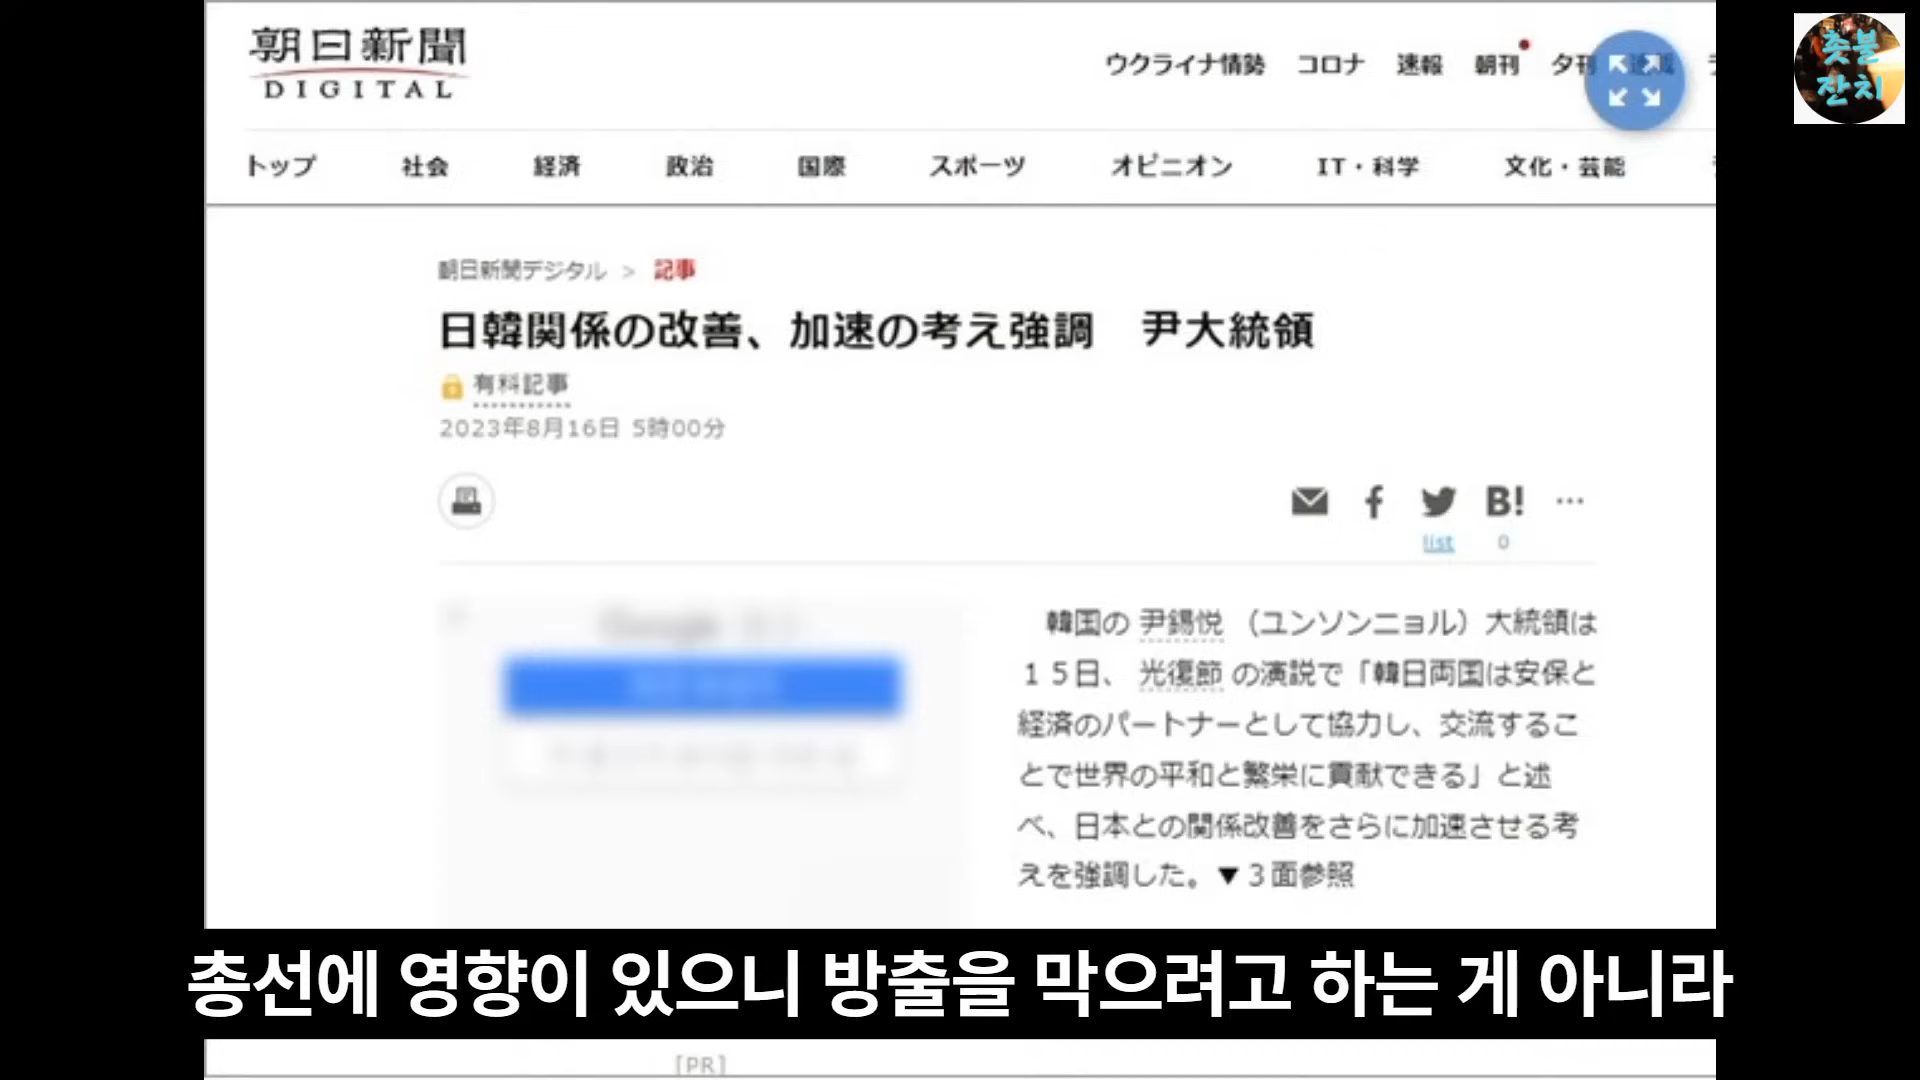 朝日新聞
DIGITAL
ウクライナ情勢 コロナ 速報 朝刊 夕刊
촛불
잔치
トップ 社会 経済 政治 国際 スポーツ オピニオン IT・科学 文化・芸能
朝日新聞デジタル > 記事
日韓関係の改善、加速の考え強調　尹大統領
有料記事
2023年8月16日 5時00分
B!
list 0
韓国の 尹錫悦 （ユンソンニョル）大統領は
１５日、 光復節 の演説で「韓日両国は安保と
経済のパートナーとして協力し、交流するこ
とで世界の平和と繁栄に貢献できる」と述
べ、日本との関係改善をさらに加速させる考
えを強調した。▼３面参照
총선에 영향이 있으니 방출을 막으려고 하는 게 아니라
[PR]